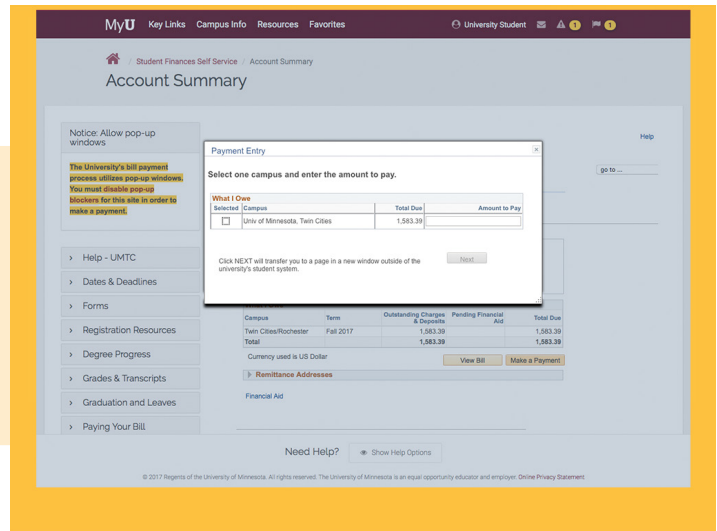 MyU Key Links Campus Info Resources Favorites University Student 1 1
/ Student Finances Self Service / Account Summary
Account Summary
Notice: Allow pop-up
windows
The University's bill payment
process utilizes pop-up windows.
You must disable pop-up
blockers for this site in order to
make a payment.
› Help - UMTC
› Dates & Deadlines
› Forms
› Registration Resources
› Degree Progress
› Grades & Transcripts
› Graduation and Leaves
› Paying Your Bill
Help
go to ...
Payment Entry ×
Select one campus and enter the amount to pay.
What I Owe
Selected Campus Total Due Amount to Pay
Univ of Minnesota, Twin Cities 1,583.39
Click NEXT will transfer you to a page in a new window outside of the
university's student system.
Next
Campus Term Outstanding Charges & Deposits Pending Financial Aid Total Due
Twin Cities/Rochester Fall 2017 1,583.39 1,583.39
Total 1,583.39 1,583.39
Currency used is US Dollar
View Bill Make a Payment
Remittance Addresses
Financial Aid
Need Help? Show Help Options
© 2017 Regents of the University of Minnesota. All rights reserved. The University of Minnesota is an equal opportunity educator and employer. Online Privacy Statement